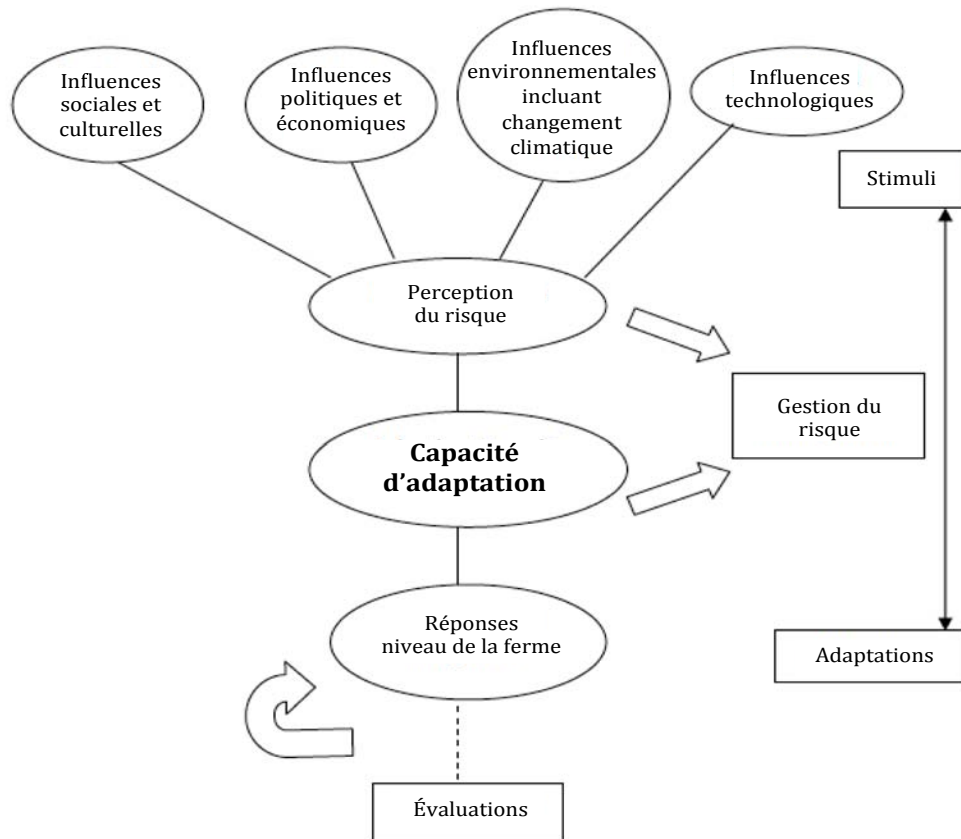 Influences
sociales et
culturelles
Influences
politiques et
économiques
Influences
environnementales
incluant
changement
climatique
Influences
technologiques
Stimuli
Perception
du risque
Gestion du
risque
Capacité
d’adaptation
Réponses
niveau de la ferme
Adaptations
Évaluations